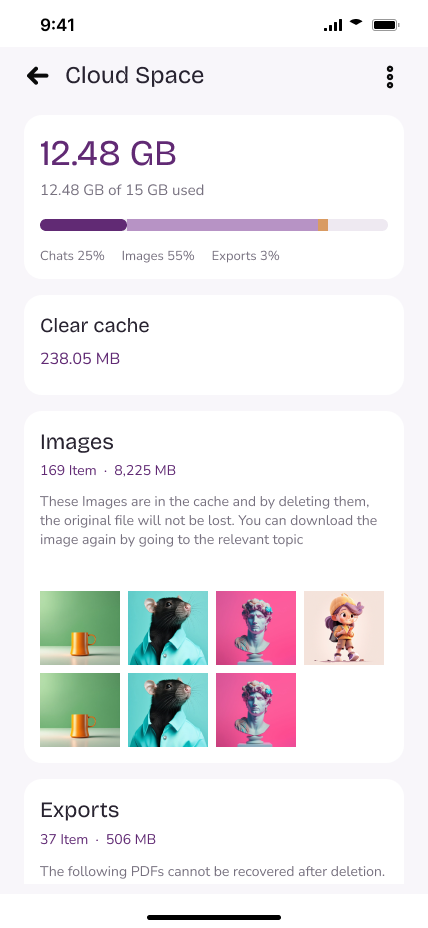 9:41
Cloud Space
12.48 GB
12.48 GB of 15 GB used
Chats 25% Images 55% Exports 3%
Clear cache
238.05 MB
Images
169 Item · 8,225 MB
These Images are in the cache and by deleting them,
the original file will not be lost. You can download the
image again by going to the relevant topic
Exports
37 Item · 506 MB
The following PDFs cannot be recovered after deletion.